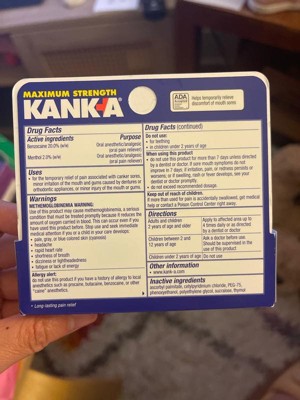 MAXIMUM STRENGTH
KANK-A®
ADA
Accepted
Helps temporarily relieve
discomfort of mouth sores
Drug Facts
Active ingredients
Purpose
Benzocaine 20.0% (w/w)
Oral anesthetic/analgesic
(oral pain reliever)
Menthol 2.0% (w/w)
Oral anesthetic/analgesic
(oral pain reliever)
Uses
• for the temporary relief of pain associated with canker sores,
minor irritation of the mouth and gums caused by dentures or
orthodontic appliances, or minor injury of the mouth or gums.
Warnings
METHEMOGLOBINEMIA WARNING:
Use of this product may cause methemoglobinemia, a serious
condition that must be treated promptly because it reduces the
amount of oxygen carried in blood. This can occur even if you
have used this product before. Stop use and seek immediate
medical attention if you or a child in your care develops:
• pale, gray, or blue colored skin (cyanosis)
• headache
• rapid heart rate
• shortness of breath
• dizziness or lightheadedness
• fatigue or lack of energy
Allergy alert:
do not use this product if you have a history of allergy to local
anesthetics such as procaine, butacaine, benzocaine, or other
"caine" anesthetics.
Drug Facts (continued)
Do not use:
• for teething
• in children under 2 years of age
When using this product
• do not use this product for more than 7 days unless directed
by a dentist or doctor. If sore mouth symptoms do not
improve in 7 days; if irritation, pain, or redness persists or
worsens; or if swelling, rash or fever develops, see your
dentist or doctor promptly.
• do not exceed recommended dosage.
Keep out of reach of children.
If more than used for pain is accidentally swallowed, get medical
help or contact a Poison Control Center right away.
Directions
Adults and children
2 years of age and older
Apply to affected area up to
4 times daily or as directed
by a dentist or doctor
Children between 2 and
12 years of age
Ask a doctor before use.
Should be supervised in the
use of this product
Children under 2 years of age
Do not use
Other information
• www.kank-a.com
Inactive ingredients
ascorbyl palmitate, cetylpyridinium chloride, PEG-75,
phenoxyethanol, polyethylene glycol, sucralose, thymol
* Long-lasting pain relief